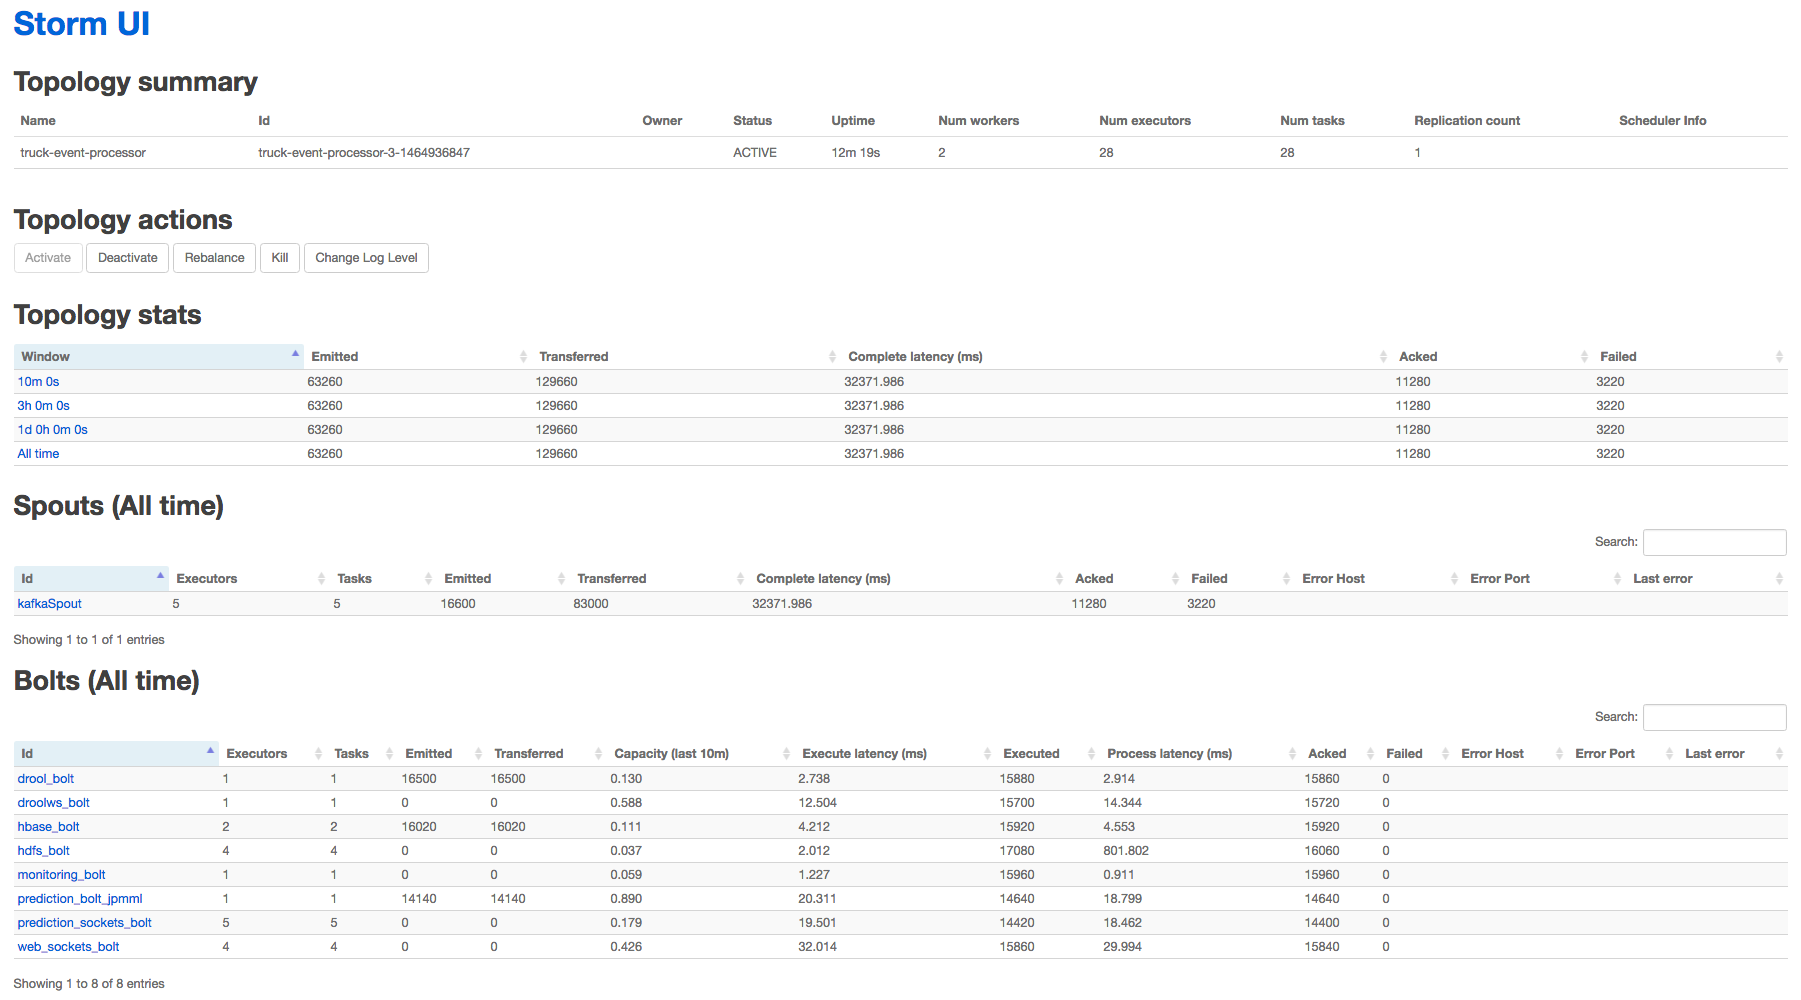 Storm UI
Topology summary
Name Id Owner Status Uptime Num workers Num executors Num tasks Replication count Scheduler Info
truck-event-processor truck-event-processor-3-1464936847 ACTIVE 12m 19s 2 28 28 1
Topology actions
Activate Deactivate Rebalance Kill Change Log Level
Topology stats
Window Emitted Transferred Complete latency (ms) Acked Failed
10m 0s 63260 129660 32371.986 11280 3220
3h 0m 0s 63260 129660 32371.986 11280 3220
1d 0h 0m 0s 63260 129660 32371.986 11280 3220
All time 63260 129660 32371.986 11280 3220
Spouts (All time)
Search:
Id Executors Tasks Emitted Transferred Complete latency (ms) Acked Failed Error Host Error Port Last error
kafkaSpout 5 5 16600 83000 32371.986 11280 3220
Showing 1 to 1 of 1 entries
Bolts (All time)
Search:
Id Executors Tasks Emitted Transferred Capacity (last 10m) Execute latency (ms) Executed Process latency (ms) Acked Failed Error Host Error Port Last error
drool_bolt 1 1 16500 16500 0.130 2.738 15880 2.914 15860 0
droolws_bolt 1 1 0 0 0.588 12.504 15700 14.344 15720 0
hbase_bolt 2 2 16020 16020 0.111 4.212 15920 4.553 15920 0
hdfs_bolt 4 4 0 0 0.037 2.012 17080 801.802 16060 0
monitoring_bolt 1 1 0 0 0.059 1.227 15960 0.911 15960 0
prediction_bolt_jpmml 1 1 14140 14140 0.890 20.311 14640 18.799 14640 0
prediction_sockets_bolt 5 5 0 0 0.179 19.501 14420 18.462 14400 0
web_sockets_bolt 4 4 0 0 0.426 32.014 15860 29.994 15840 0
Showing 1 to 8 of 8 entries